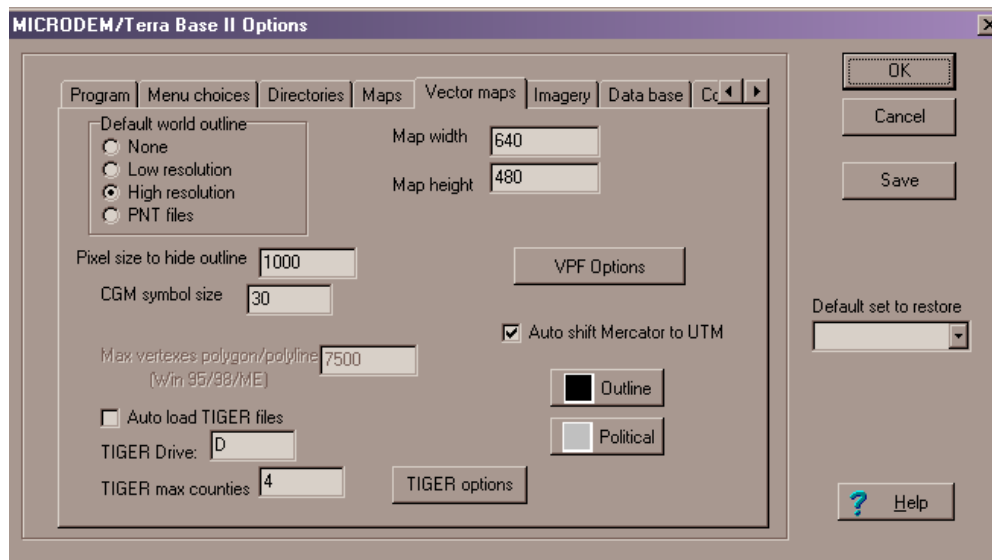 MICRODEM/Terra Base II Options
Program Menu choices Directories Maps Vector maps Imagery Data base
Default world outline
None
Low resolution
High resolution
PNT files
Map width 640
Map height 480
Pixel size to hide outline 1000
CGM symbol size 30
VPF Options
Auto shift Mercator to UTM
Max vertexes polygon/polyline 7500
(Win 95/98/ME)
Outline
Political
Auto load TIGER files
TIGER Drive: D
TIGER max counties 4
TIGER options
OK
Cancel
Save
Default set to restore
? Help